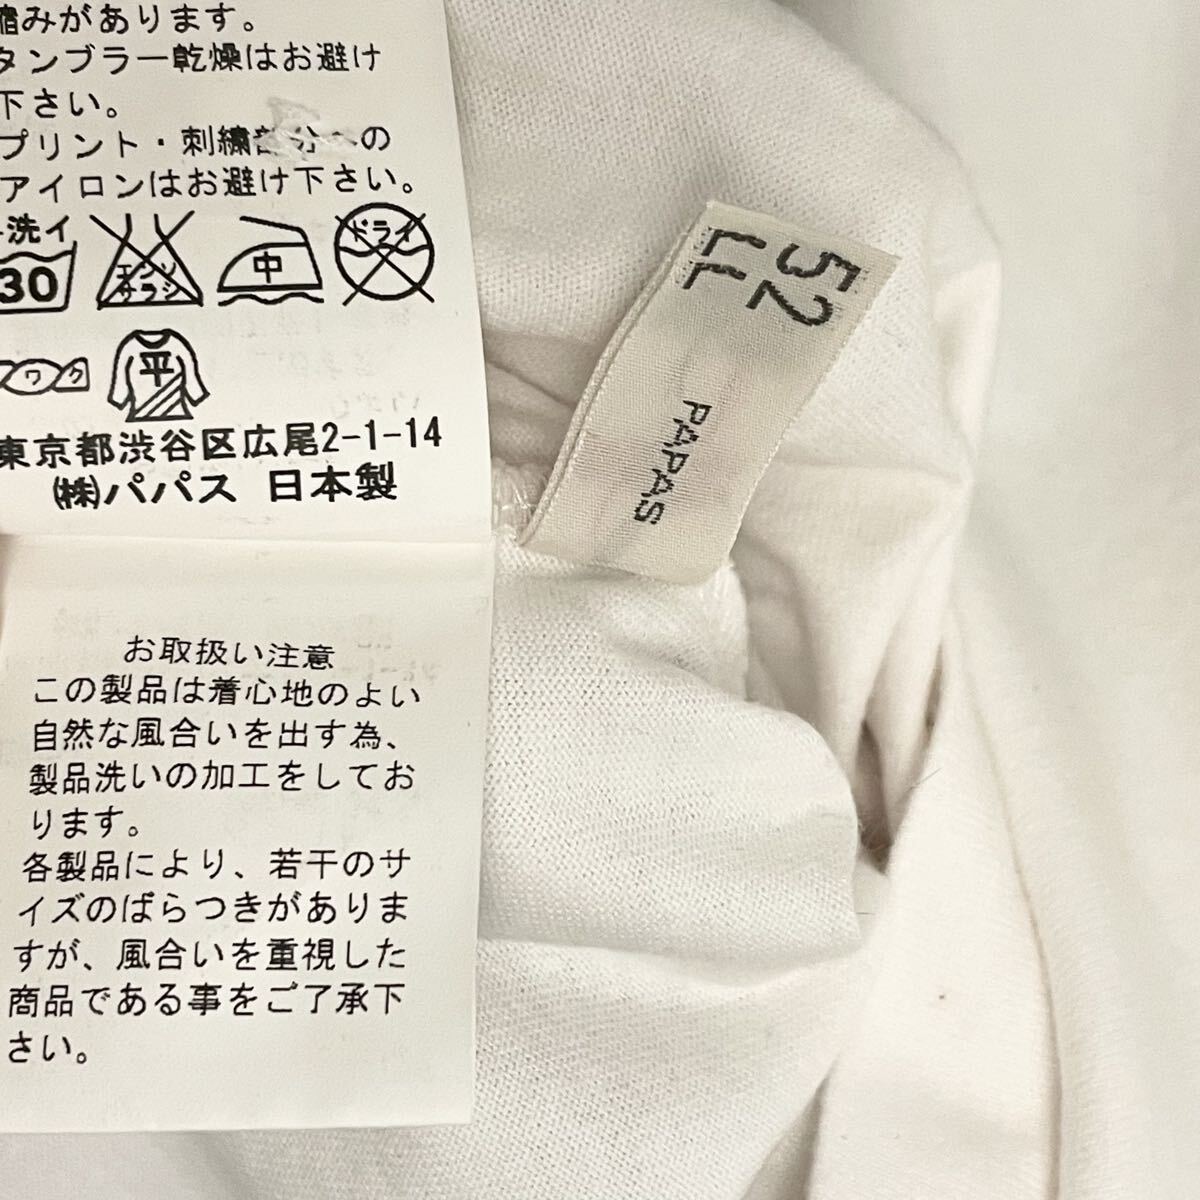 縮みがあります。
タンブラー乾燥はお避け
下さい。
プリント・刺繍部分への
アイロンはお避け下さい。
洗イ
30
エンソ
サラシ
中
ドライ
ワク
平
東京都渋谷区広尾2-1-14
㈱パパス 日本製
お取扱い注意
この製品は着心地のよい
自然な風合いを出す為、
製品洗いの加工をしてお
ります。
各製品により、若干のサ
イズのばらつきがありま
すが、風合いを重視した
商品である事をご了承下
さい。
52
LL
PAPAS